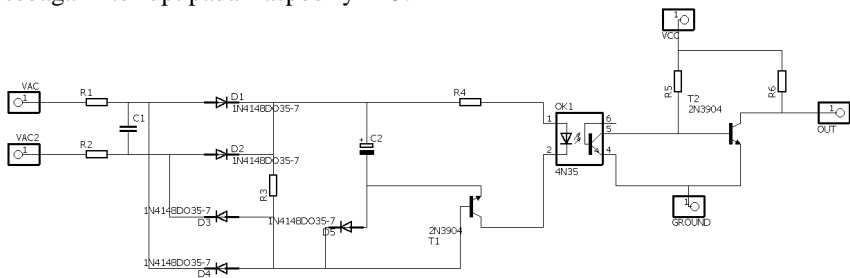 VAC
1
R1
C1
D1
1N4148DO35-7
VAC2
1
R2
D2
1N4148DO35-7
R3
1N4148DO35-7
D3
1N4148DO35-7
D4
1N4148DO35-7
D5
C2
+
R4
2N3904
T1
OK1
1
2
6
5
4
4N35
1
VCC
R5
T2
2N3904
R6
1
OUT
1
GROUND